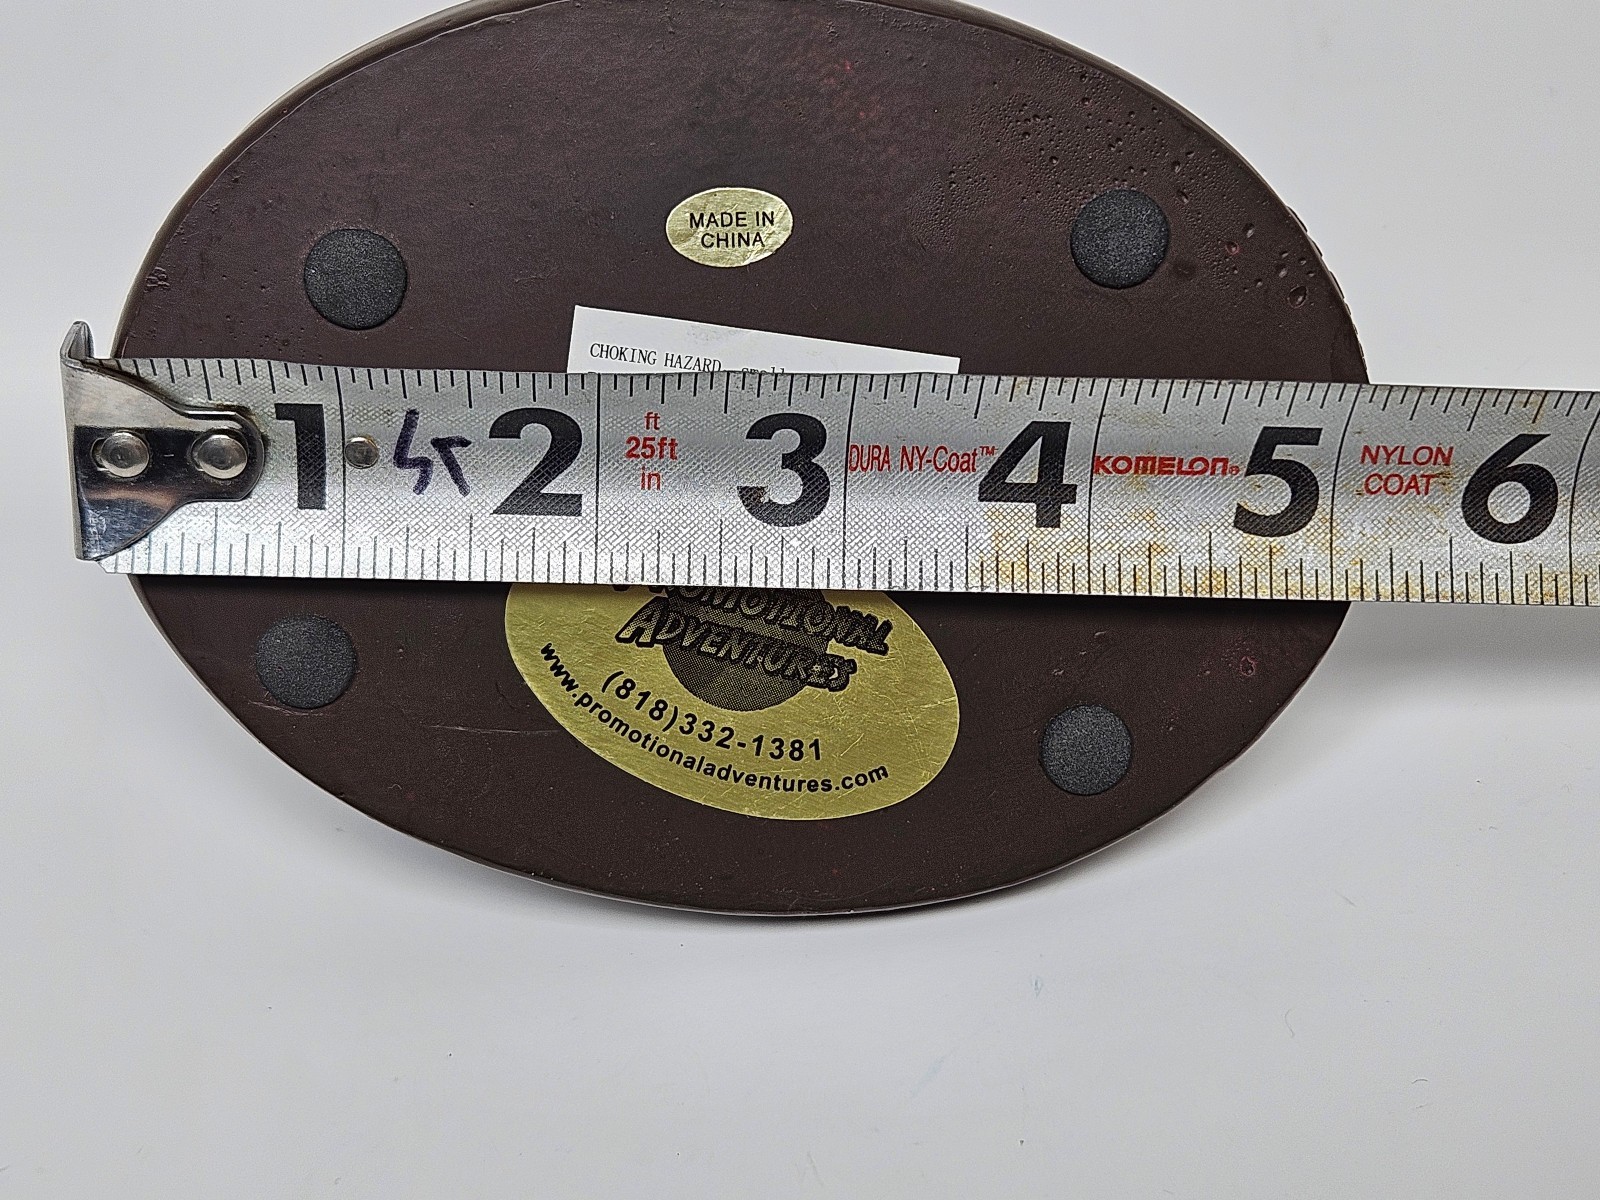 MADE IN
CHINA
CHOKING HAZARD
1 2 3 4 5 6
ft
25ft
in
DURA NY-Coat™
KOMELON®
NYLON
COAT
PROMOTIONAL
ADVENTURES
(818)332-1381
www.promotionaladventures.com